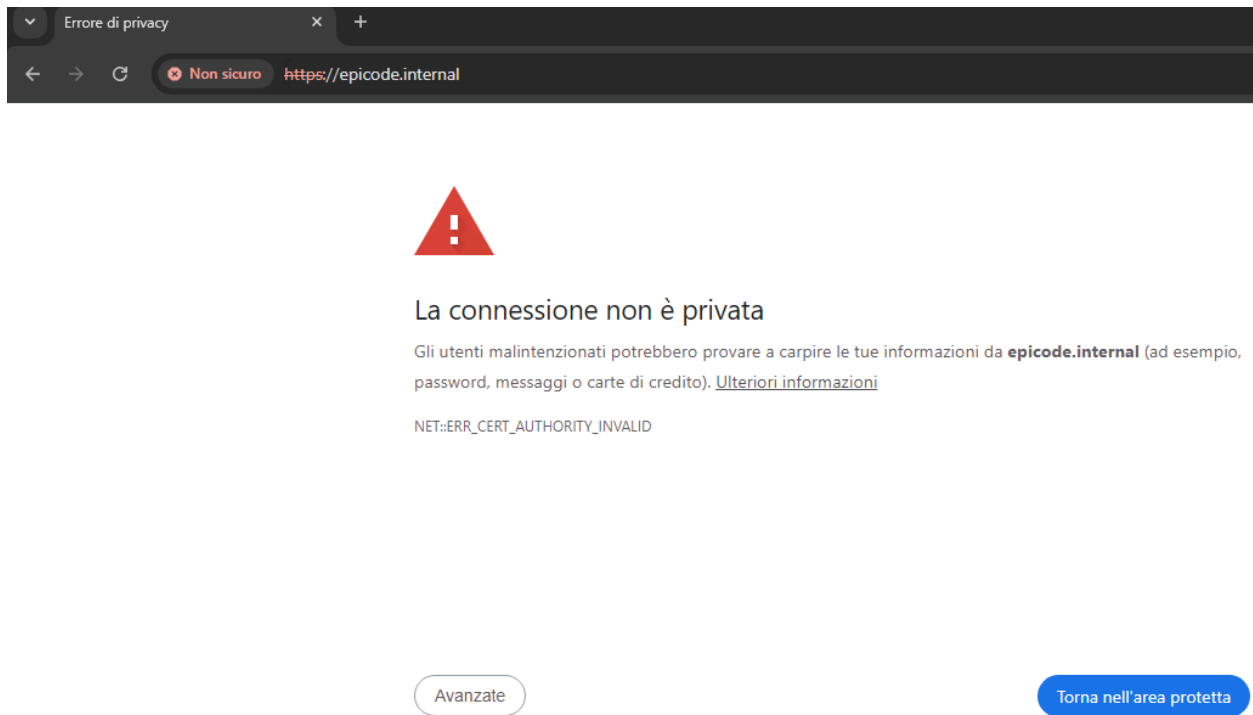 Errore di privacy
Non sicuro https://epicode.internal
La connessione non è privata
Gli utenti malintenzionati potrebbero provare a carpire le tue informazioni da epicode.internal (ad esempio,
password, messaggi o carte di credito). Ulteriori informazioni
NET::ERR_CERT_AUTHORITY_INVALID
Avanzate Torna nell'area protetta